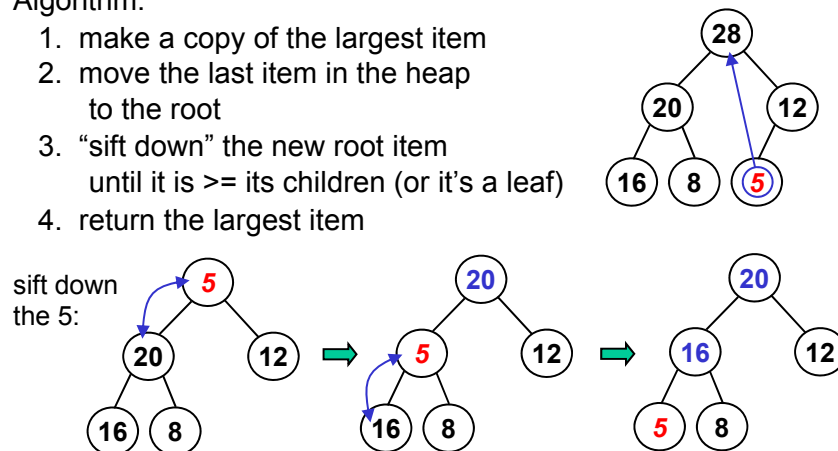 Algorithm:
1. make a copy of the largest item
2. move the last item in the heap
to the root
3. “sift down” the new root item
until it is >= its children (or it’s a leaf)
4. return the largest item
28
20 12
16 8 5
sift down
the 5:
5
20 12
16 8
20
5 12
16 8
20
16 12
5 8